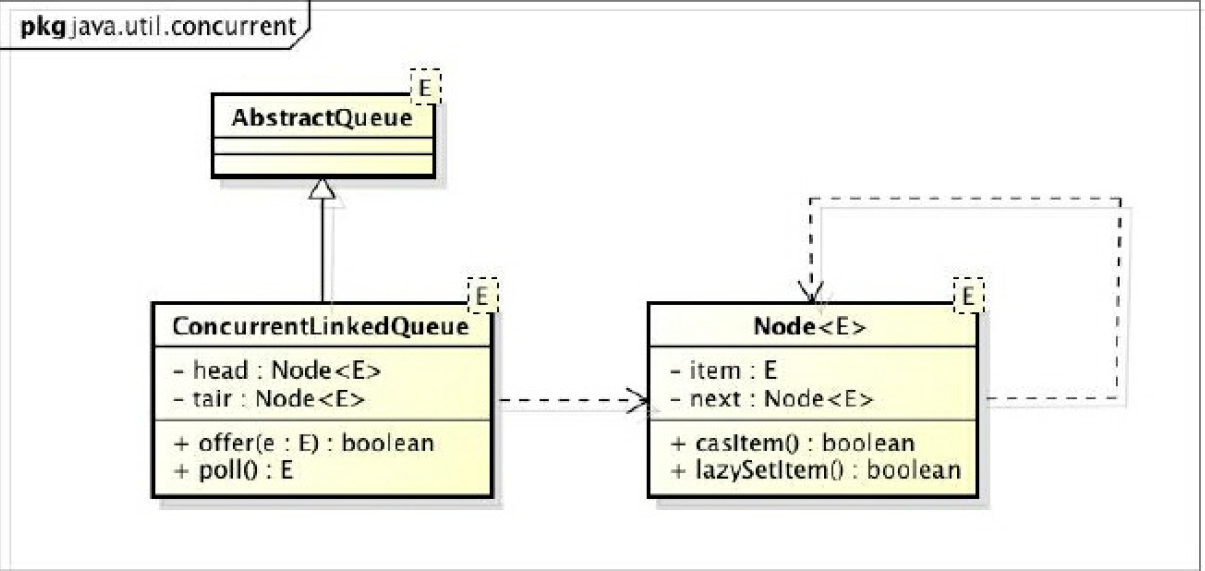 pkg java.util.concurrent
E
AbstractQueue
E
ConcurrentLinkedQueue
- head : Node<E>
- tair : Node<E>
+ offer(e : E) : boolean
+ poll() : E
E
Node<E>
- item : E
- next : Node<E>
+ casItem() : boolean
+ lazySetItem() : boolean